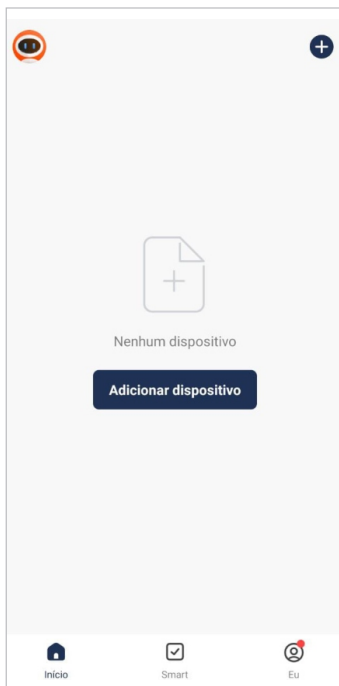 Nenhum dispositivo
Adicionar dispositivo
Início
Smart
Eu